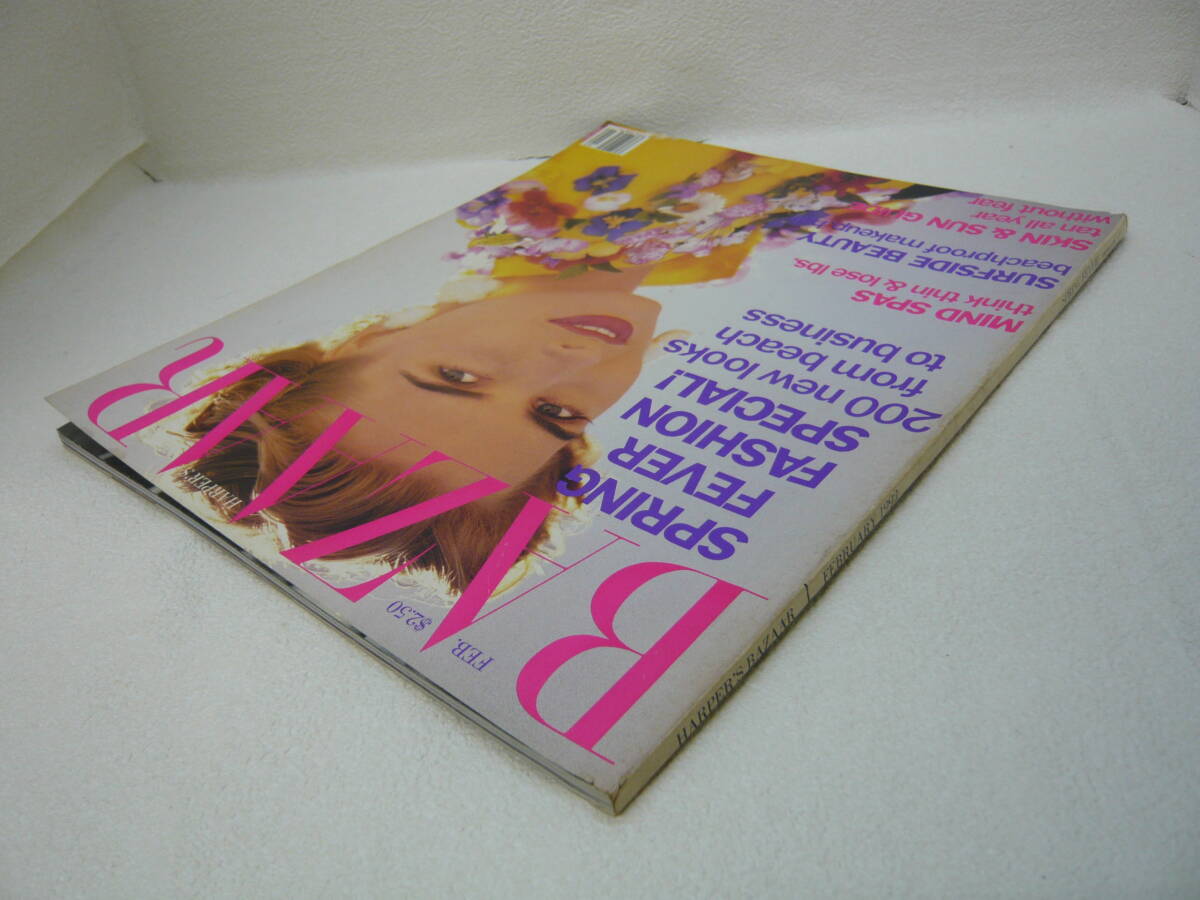 HARPER'S
BAZAAR
FEB.
$2.50
SPRING
FEVER
FASHION
SPECIAL!
200 new looks
from beach
to business
MIND SPAS
think thin & lose lbs.
SURFSIDE BEAUTY
beachproof makeup
SKIN & SUN
tan all year
without fear
HARPER'S BAZAAR
FEBRUARY